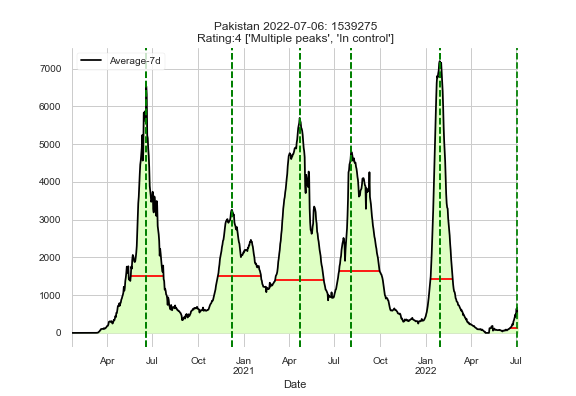 Pakistan 2022-07-06: 1539275
Rating:4 ['Multiple peaks', 'In control']
Average-7d
7000
6000
5000
4000
3000
2000
1000
0
Apr Jul Oct Jan Apr Jul Oct Jan Apr Jul
2021 2022
Date